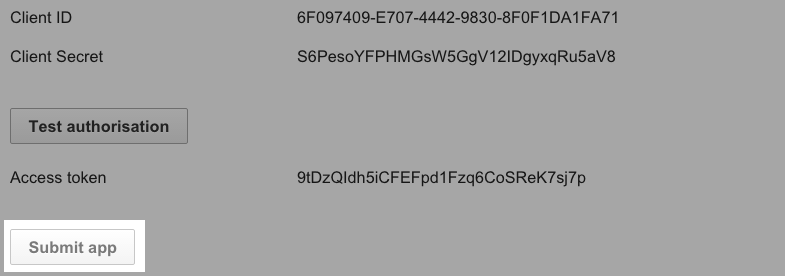 Client ID 6F097409-E707-4442-9830-8F0F1DA1FA71
Client Secret S6PesoYFPHMGsW5GgV12IDgyxqRu5aV8
Test authorisation
Access token 9tDzQIdh5iCFEFpd1Fzq6CoSReK7sj7p
Submit app